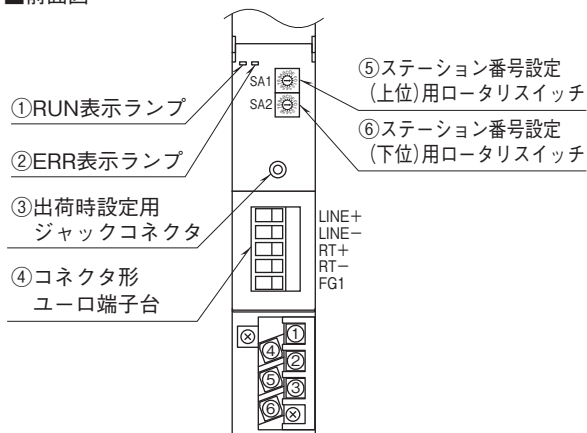 ①RUN表示ランプ
②ERR表示ランプ
③出荷時設定用
ジャックコネクタ
④コネクタ形
ユーロ端子台
SA1
SA2
⑤ステーション番号設定
(上位)用ロータリスイッチ
⑥ステーション番号設定
(下位)用ロータリスイッチ
LINE+
LINE−
RT+
RT−
FG1
①
④
②
⑤
③
⑥